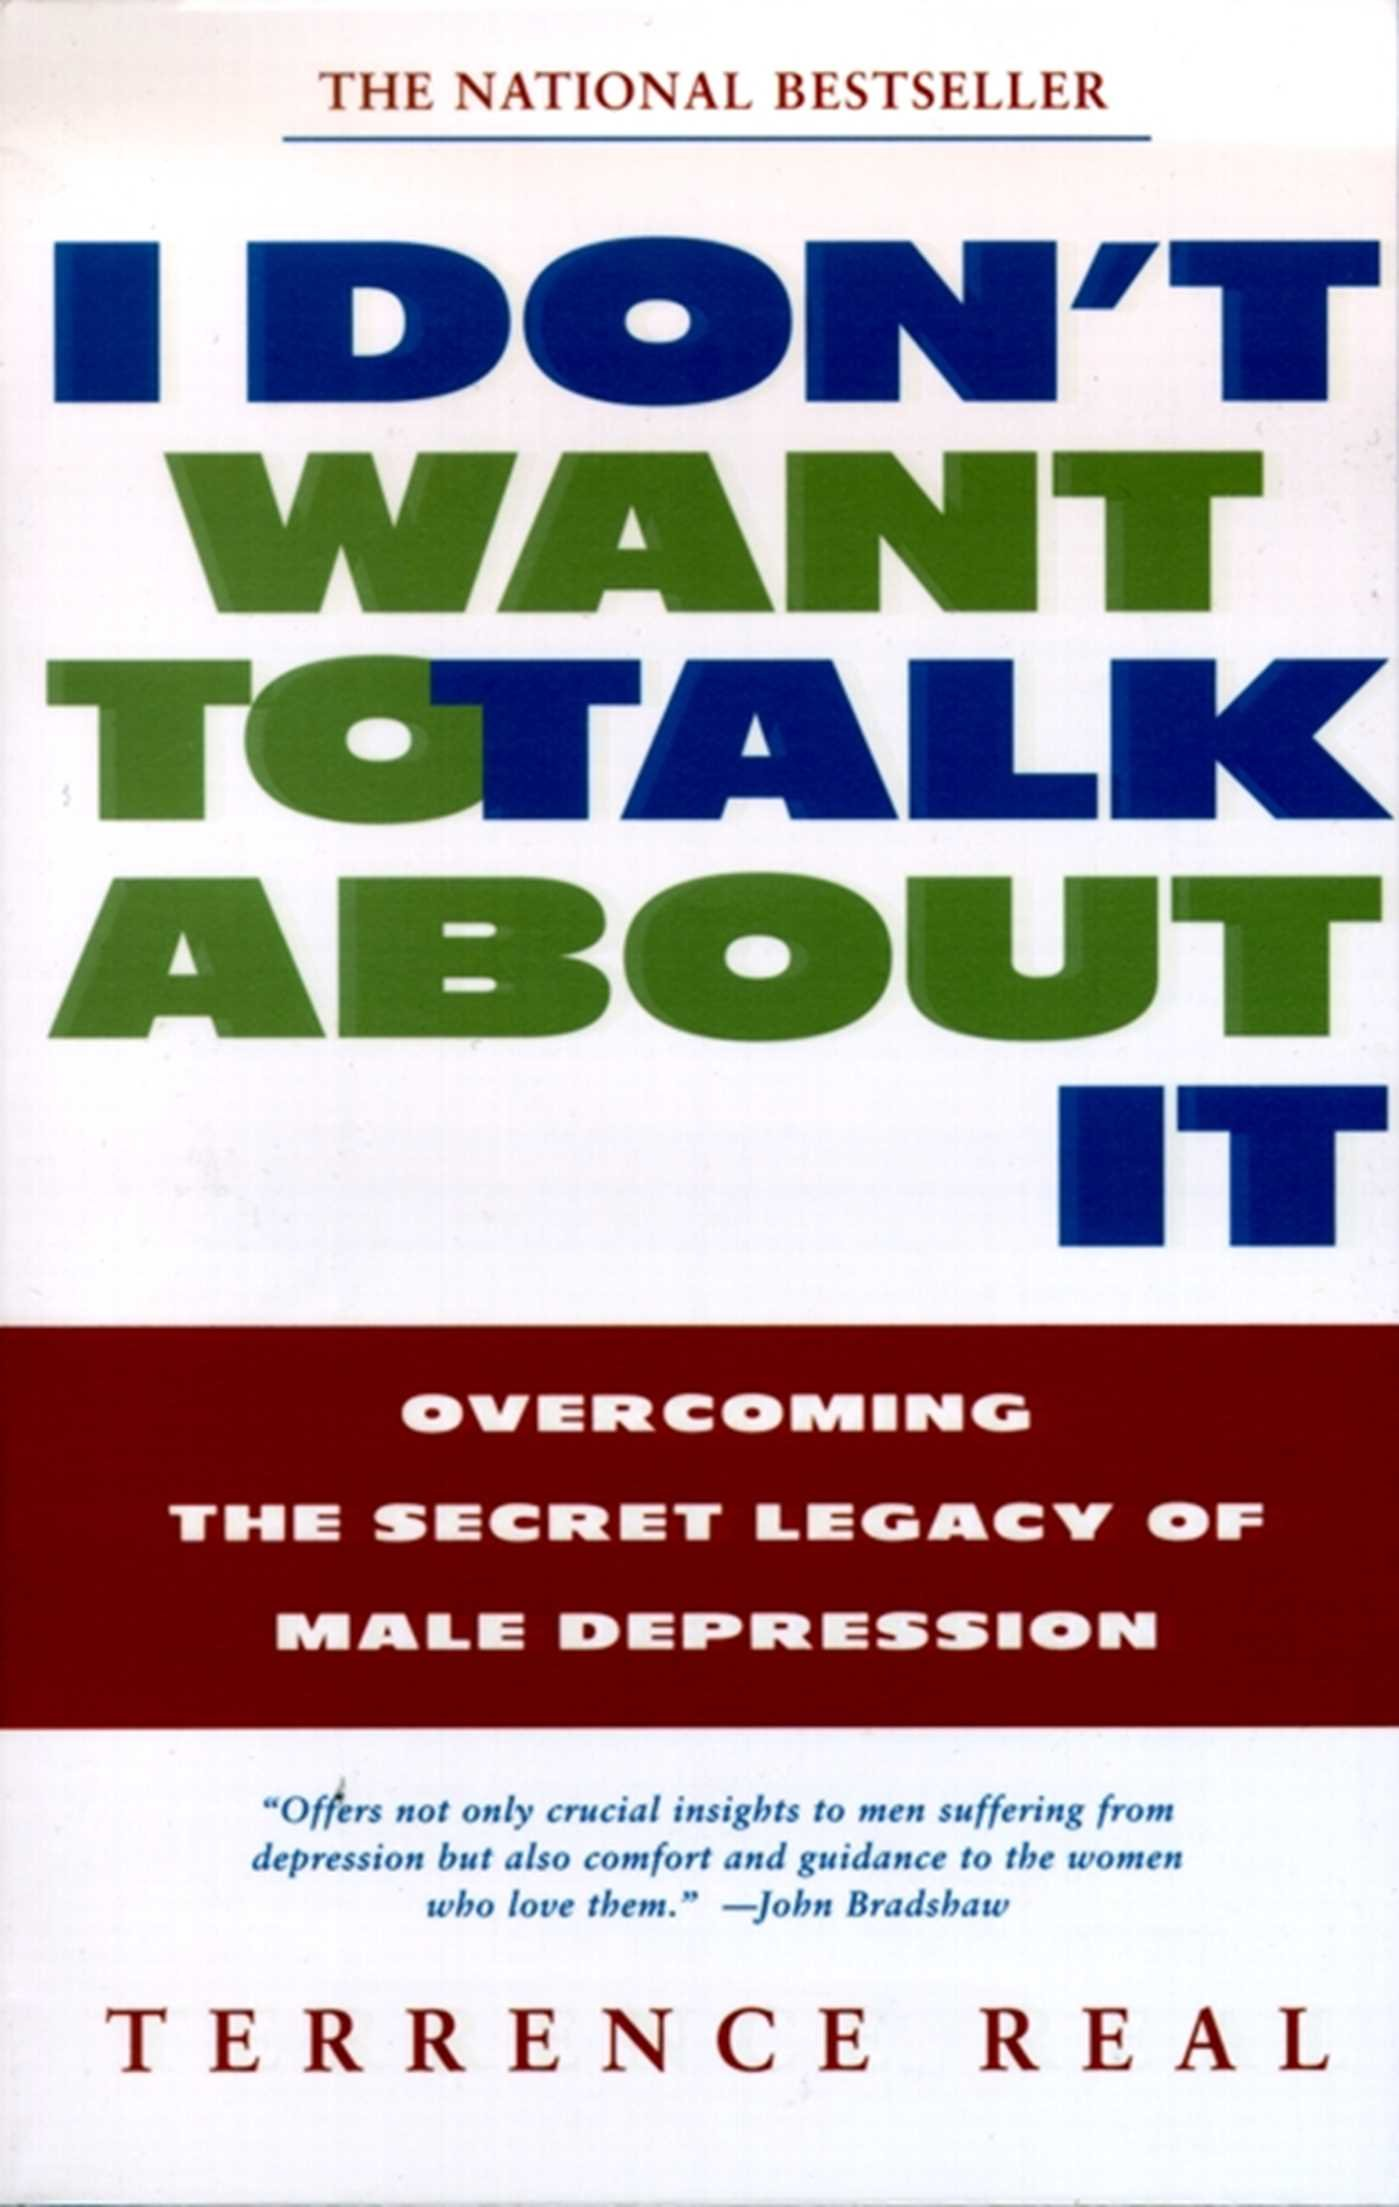 THE NATIONAL BESTSELLER
I DON'T
WANT
TO TALK
ABOUT
IT
OVERCOMING
THE SECRET LEGACY OF
MALE DEPRESSION
“Offers not only crucial insights to men suffering from
depression but also comfort and guidance to the women
who love them.” —John Bradshaw
TERRENCE REAL